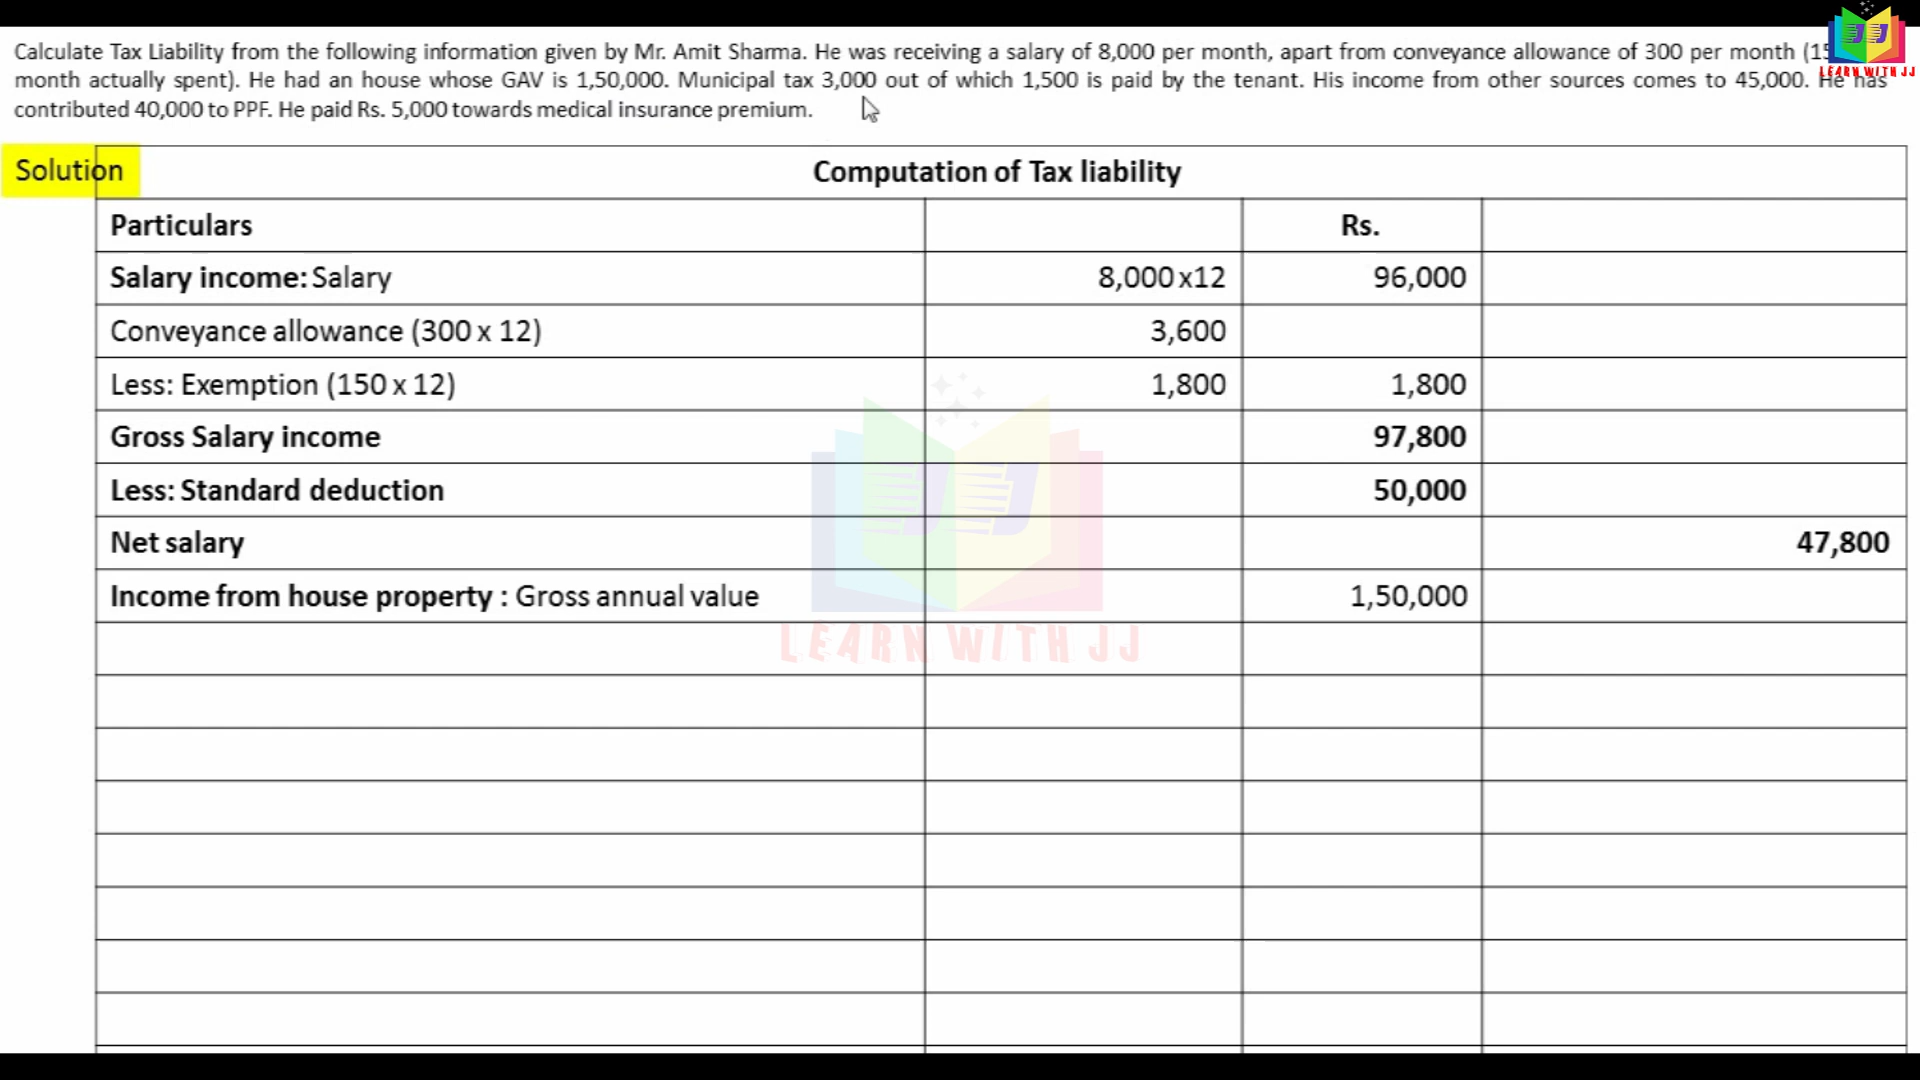 Calculate Tax Liability from the following information given by Mr. Amit Sharma. He was receiving a salary of 8,000 per month, apart from conveyance allowance of 300 per month
month actually spent). He had an house whose GAV is 1,50,000. Municipal tax 3,000 out of which 1,500 is paid by the tenant. His income from other sources comes to 45,000. He has
contributed 40,000 to PPF. He paid Rs. 5,000 towards medical insurance premium.
LEARN WITH JJ
Solution
Computation of Tax liability
Particulars Rs.
Salary income: Salary 8,000x12 96,000
Conveyance allowance (300 x 12) 3,600
Less: Exemption (150 x 12) 1,800 1,800
Gross Salary income 97,800
Less: Standard deduction 50,000
Net salary 47,800
Income from house property : Gross annual value 1,50,000
LEARN WITH JJ